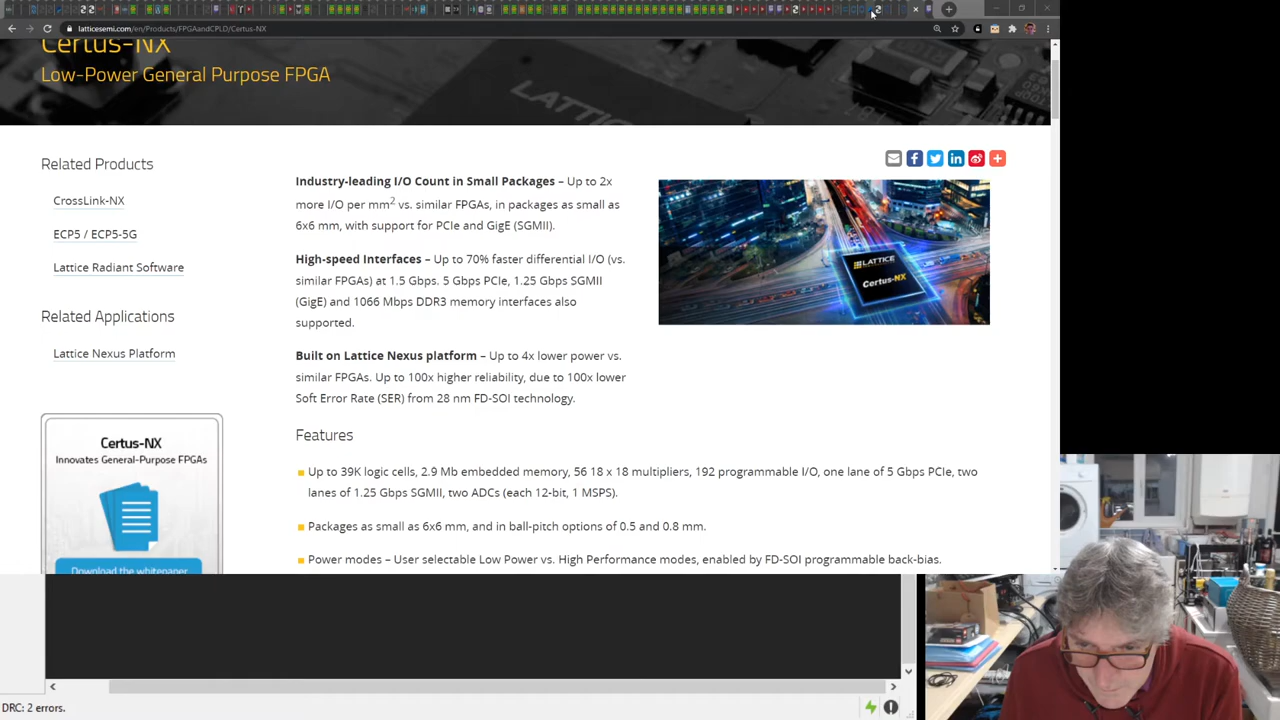 latticesemi.com/en/Products/FPGAandCPLD/Certus-NX
Certus-NX
Low-Power General Purpose FPGA
LATTICE
Related Products
CrossLink-NX
ECP5 / ECP5-5G
Lattice Radiant Software
Related Applications
Lattice Nexus Platform
Certus-NX
Innovates General-Purpose FPGAs
Download the whitepaper
Industry-leading I/O Count in Small Packages – Up to 2x
more I/O per mm2 vs. similar FPGAs, in packages as small as
6x6 mm, with support for PCIe and GigE (SGMII).
High-speed Interfaces – Up to 70% faster differential I/O (vs.
similar FPGAs) at 1.5 Gbps. 5 Gbps PCIe, 1.25 Gbps SGMII
(GigE) and 1066 Mbps DDR3 memory interfaces also
supported.
Built on Lattice Nexus platform – Up to 4x lower power vs.
similar FPGAs. Up to 100x higher reliability, due to 100x lower
Soft Error Rate (SER) from 28 nm FD-SOI technology.
LATTICE
Certus-NX
Features
Up to 39K logic cells, 2.9 Mb embedded memory, 56 18 x 18 multipliers, 192 programmable I/O, one lane of 5 Gbps PCIe, two
lanes of 1.25 Gbps SGMII, two ADCs (each 12-bit, 1 MSPS).
Packages as small as 6x6 mm, and in ball-pitch options of 0.5 and 0.8 mm.
Power modes – User selectable Low Power vs. High Performance modes, enabled by FD-SOI programmable back-bias.
DRC: 2 errors.